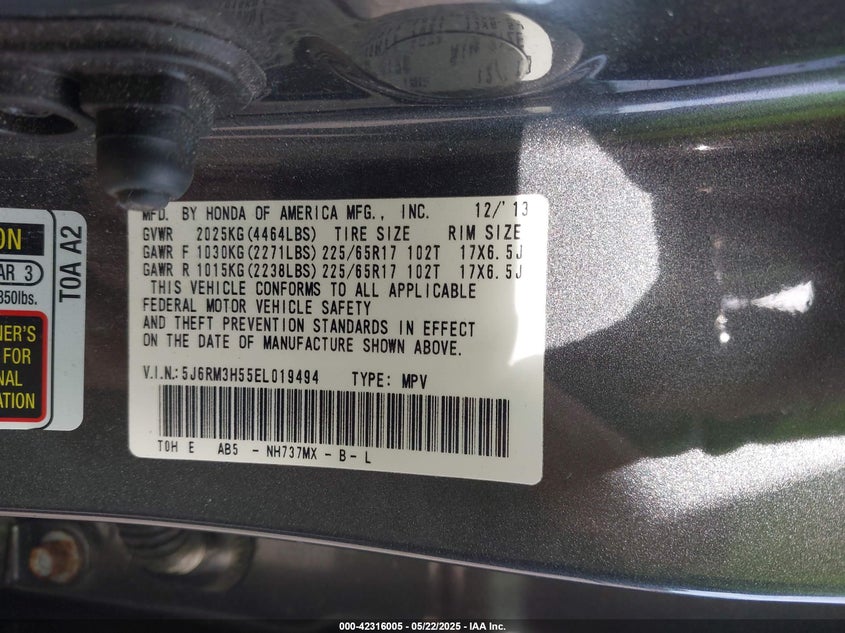 MFD. BY HONDA OF AMERICA MFG., INC. 12/'13
GVWR 2025KG(4464LBS) TIRE SIZE RIM SIZE
GAWR F 1030KG(2271LBS) 225/65R17 102T 17X6.5J
GAWR R 1015KG(2238LBS) 225/65R17 102T 17X6.5J
THIS VEHICLE CONFORMS TO ALL APPLICABLE
FEDERAL MOTOR VEHICLE SAFETY
AND THEFT PREVENTION STANDARDS IN EFFECT
ON THE DATE OF MANUFACTURE SHOWN ABOVE.
V.I.N.:5J6RM3H55EL019494 TYPE: MPV
T0H E AB5 - NH737MX - B - L
T0A A2
ON
AR 3
850lbs.
NER'S
FOR
NAL
ATION
000-42316005 - 05/22/2025 - IAA Inc.